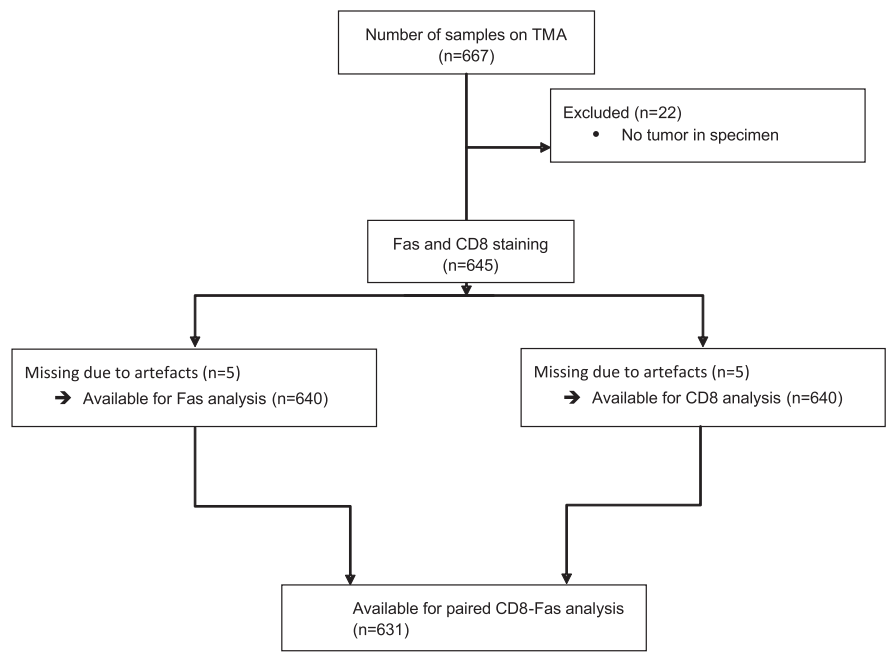 Number of samples on TMA
(n=667)
Excluded (n=22)
• No tumor in specimen
Fas and CD8 staining
(n=645)
Missing due to artefacts (n=5)
➔ Available for Fas analysis (n=640)
Missing due to artefacts (n=5)
➔ Available for CD8 analysis (n=640)
Available for paired CD8-Fas analysis
(n=631)